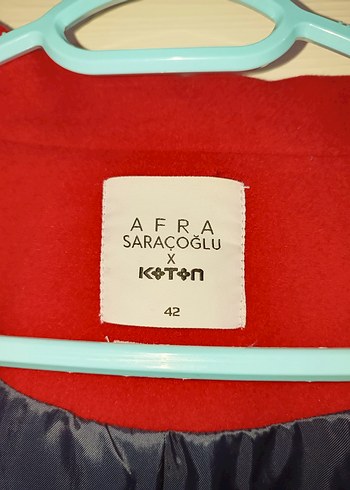 AFRA
SARAÇOĞLU
X
KOTON
42